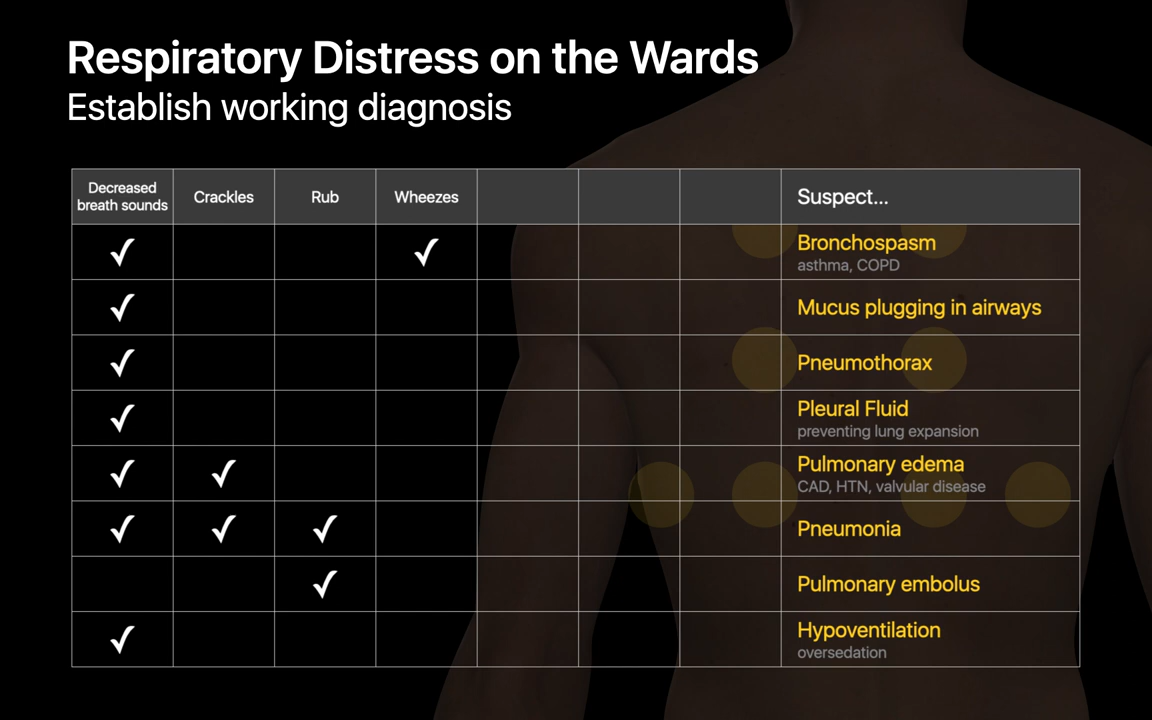 Respiratory Distress on the Wards
Establish working diagnosis
Decreased
breath sounds
Crackles
Rub
Wheezes
Suspect...
✓
✓
Bronchospasm
asthma, COPD
✓
Mucus plugging in airways
✓
Pneumothorax
✓
Pleural Fluid
preventing lung expansion
✓
✓
Pulmonary edema
CAD, HTN, valvular disease
✓
✓
✓
Pneumonia
✓
Pulmonary embolus
✓
Hypoventilation
oversedation